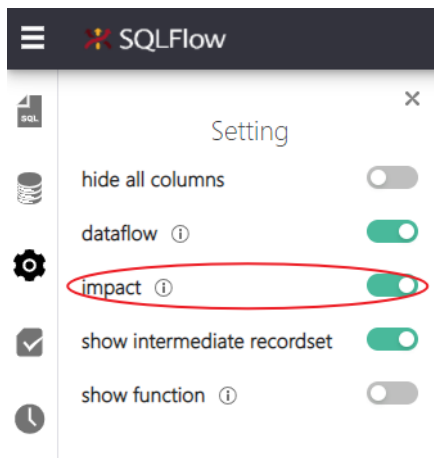 SQLFlow
SQL
Setting
hide all columns
dataflow
impact
show intermediate recordset
show function